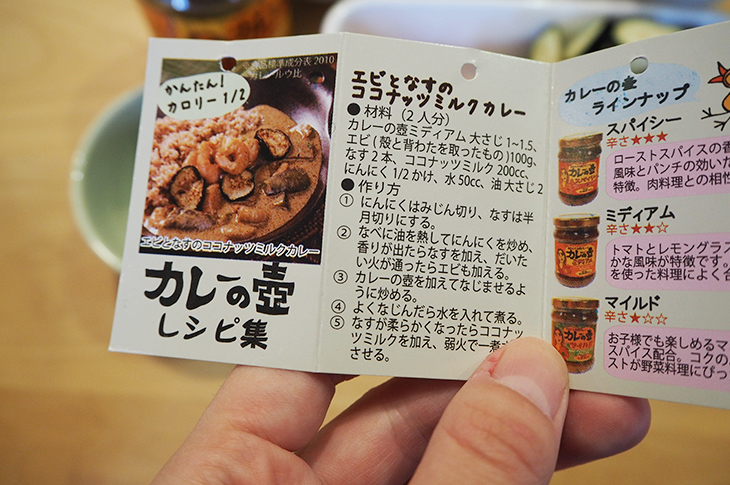 かんたん!
カロリー1/2
標準成分表 2010
ルウ比
エビとなすのココナッツミルクカレー
カレーの壺
レシピ集
エビとなすの
ココナッツミルクカレー
●材料（2人分）
カレーの壺ミディアム 大さじ1~1.5、
エビ(殻と背わたを取ったもの)100g、
なす2本、ココナッツミルク 200cc、
にんにく 1/2 かけ、水 50cc、油 大さじ 2
●作り方
① にんにくはみじん切り、なすは半
月切りにする。
② なべに油を熱してにんにくを炒め、
香りが出たらなすを加え、だいた
い火が通ったらエビも加える。
③ カレーの壺を加えてなじませるよ
うに炒める。
④ よくなじんだら水を入れて煮る。
⑤ なすが柔らかくなったらココナッ
ツミルクを加え、弱火で一煮
させる。
カレーの壺
ラインナップ
スパイシー
辛さ★★★
ローストスパイスの香
風味とパンチの効いた
特徴。肉料理との相性
ミディアム
辛さ★★☆
トマトとレモングラス
かな風味が特徴です。
を使った料理によく合
マイルド
辛さ★☆☆
お子様でも楽しめるマ
スパイス配合。コクの
ストが野菜料理にぴっ